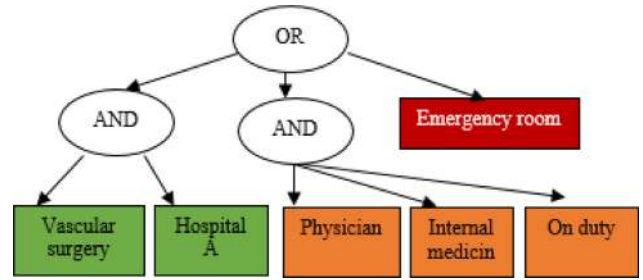 OR
AND
AND
Emergency room
Vascular
surgery
Hospital
A
Physician
Internal
medicin
On duty